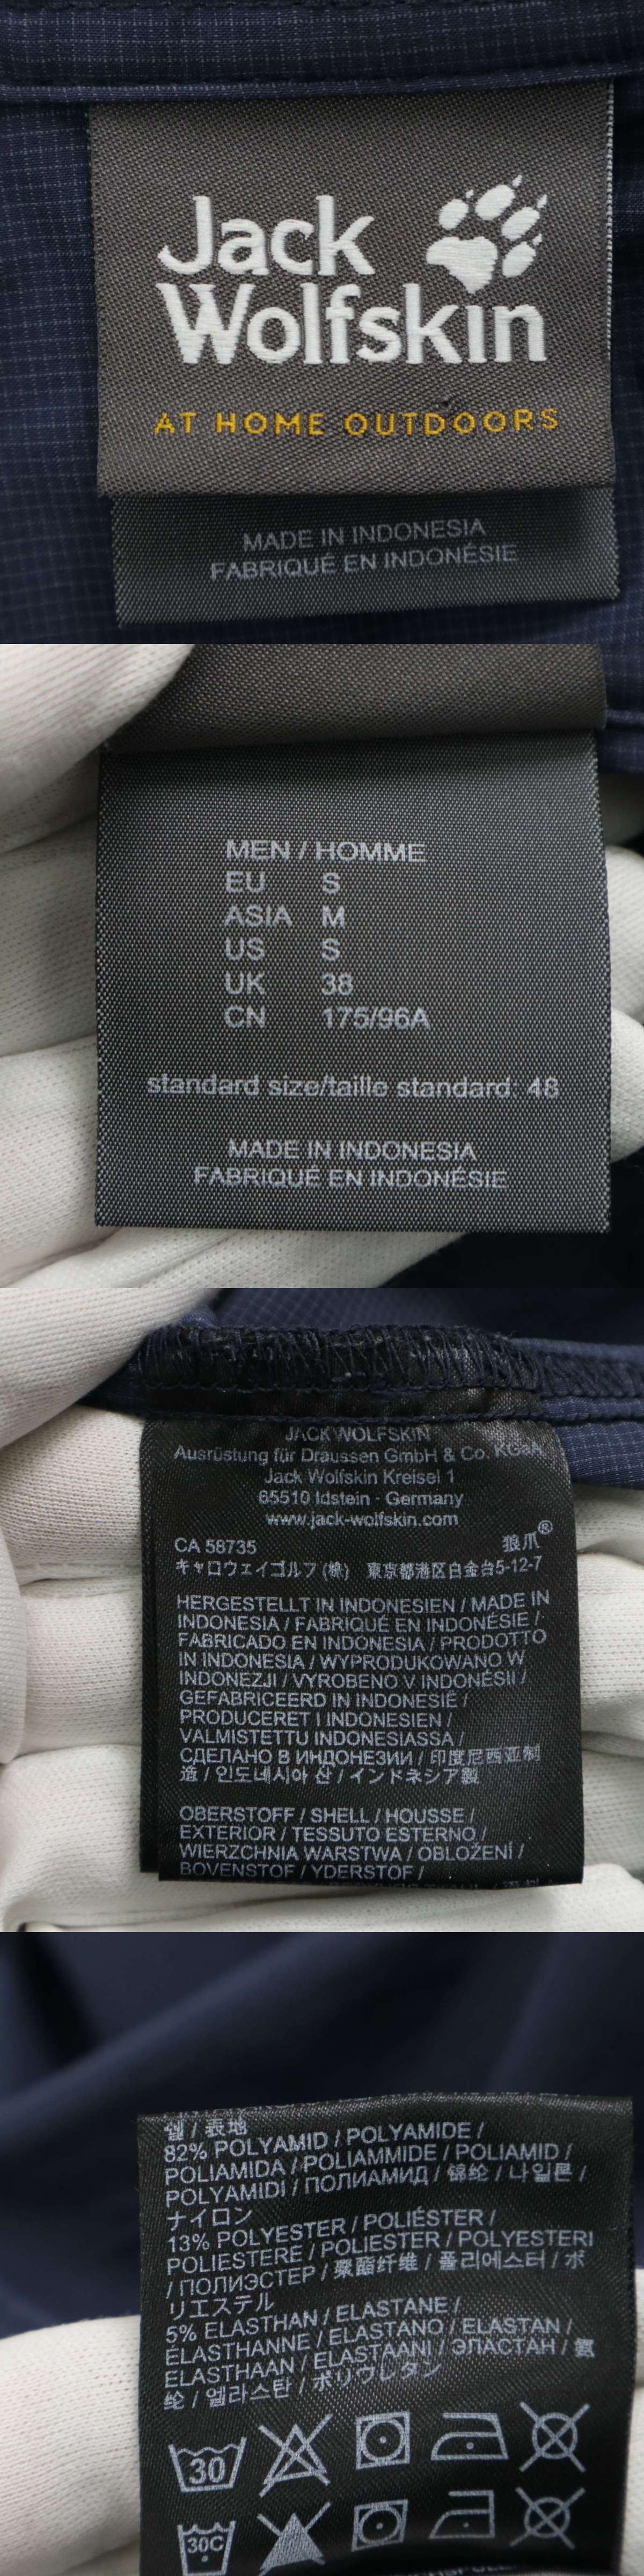 Jack
Wolfskin
AT HOME OUTDOORS
MADE IN INDONESIA
FABRIQUÉ EN INDONÉSIE
MEN / HOMME
EU S
ASIA M
US S
UK 38
CN 175/96A
standard size/taille standard: 48
MADE IN INDONESIA
FABRIQUÉ EN INDONÉSIE
JACK WOLFSKIN
Ausrüstung für Draussen GmbH & Co. KGaA
Jack Wolfskin Kreisel 1
65510 Idstein · Germany
www.jack-wolfskin.com
CA 58735 狼爪®
キャロウェイゴルフ (株) 東京都港区白金台5-12-7
HERGESTELLT IN INDONESIEN / MADE IN
INDONESIA / FABRIQUÉ EN INDONÉSIE /
FABRICADO EN INDONESIA / PRODOTTO
IN INDONESIA / WYPRODUKOWANO W
INDONEZJI / VYROBENO V INDONÉSII /
GEFABRICEERD IN INDONESIË /
PRODUCERET I INDONESIEN /
VALMISTETTU INDONESIASSA /
СДЕЛАНО В ИНДОНЕЗИИ / 印度尼西亚制
造 / 인도네시아 산 / インドネシア製
OBERSTOFF / SHELL / HOUSSE /
EXTERIOR / TESSUTO ESTERNO /
WIERZCHNIA WARSTWA / OBLOŽENÍ /
BOVENSTOF / YDERSTOF /
쉘 / 表地
82% POLYAMID / POLYAMIDE /
POLIAMIDA / POLIAMMIDE / POLIAMID /
POLYAMIDI / ПОЛИАМИД / 锦纶 / 나일론 /
ナイロン
13% POLYESTER / POLIÉSTER /
POLIESTERE / POLIESTER / POLYESTERI
/ ПОЛИЭСТЕР / 聚酯纤维 / 폴리에스터 / ポ
リエステル
5% ELASTHAN / ELASTANE /
ÉLASTHANNE / ELASTANO / ELASTAN /
ELASTHAAN / ELASTAANI / ЭЛАСТАН / 氨
纶 / 엘라스탄 / ポリウレタン
30
30C